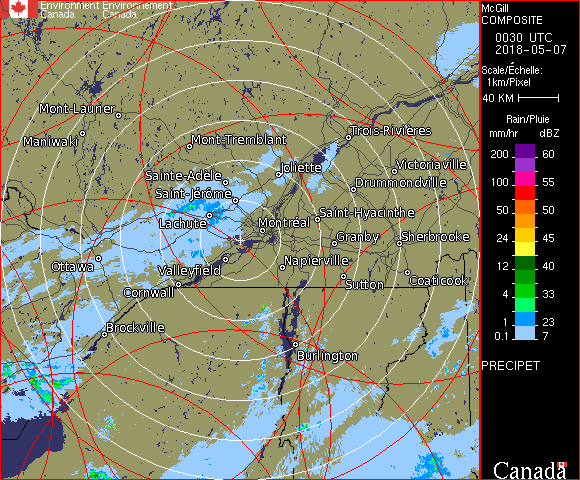 Environment Environnement
Canada Canada
McGill
COMPOSITE
0030 UTC
2018-05-07
Scale/Échelle:
1km/Pixel
40 KM
Rain/Pluie
mm/hr dBZ
200 60
100 55
50 50
24 45
12 40
4 33
1 23
0.1 7
PRECIPET
Canada
Mont-Laurier
Maniwaki
Mont-Tremblant
Trois-Rivières
Joliette
Victoriaville
Sainte-Adèle
Drummondville
Saint-Jérôme
Saint-Hyacinthe
Lachute
Montréal
Granby
Sherbrooke
Ottawa
Valleyfield
Napierville
Cornwall
Sutton
Coaticook
Brockville
Burlington